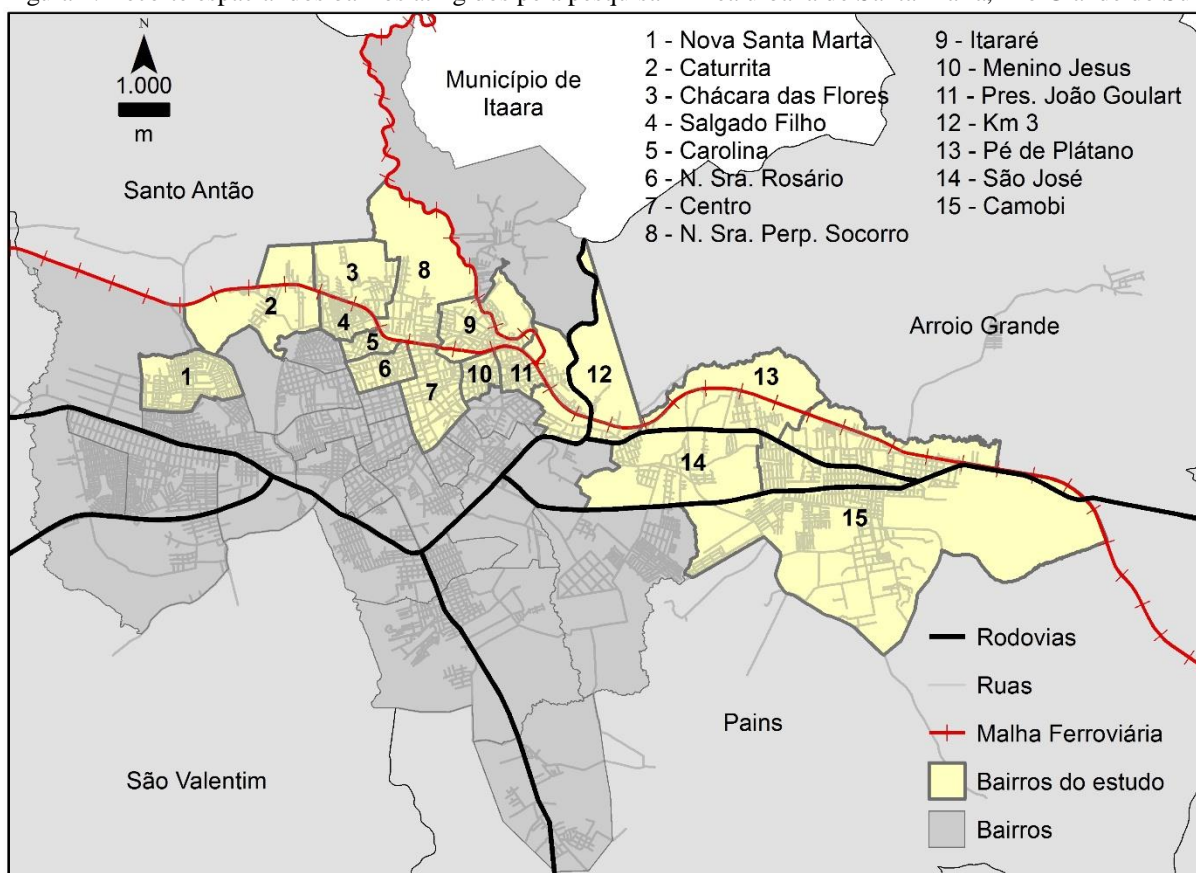 1 - Nova Santa Marta
2 - Caturrita
3 - Chácara das Flores
4 - Salgado Filho
5 - Carolina
6 - N. Sra. Rosário
7 - Centro
8 - N. Sra. Perp. Socorro
9 - Itararé
10 - Menino Jesus
11 - Pres. João Goulart
12 - Km 3
13 - Pé de Plátano
14 - São José
15 - Camobi
N
1.000
m
Município de
Itaara
Santo Antão
Arroio Grande
1
2
3
4
5
6
7
8
9
10
11
12
13
14
15
Pains
São Valentim
Rodovias
Ruas
Malha Ferroviária
Bairros do estudo
Bairros